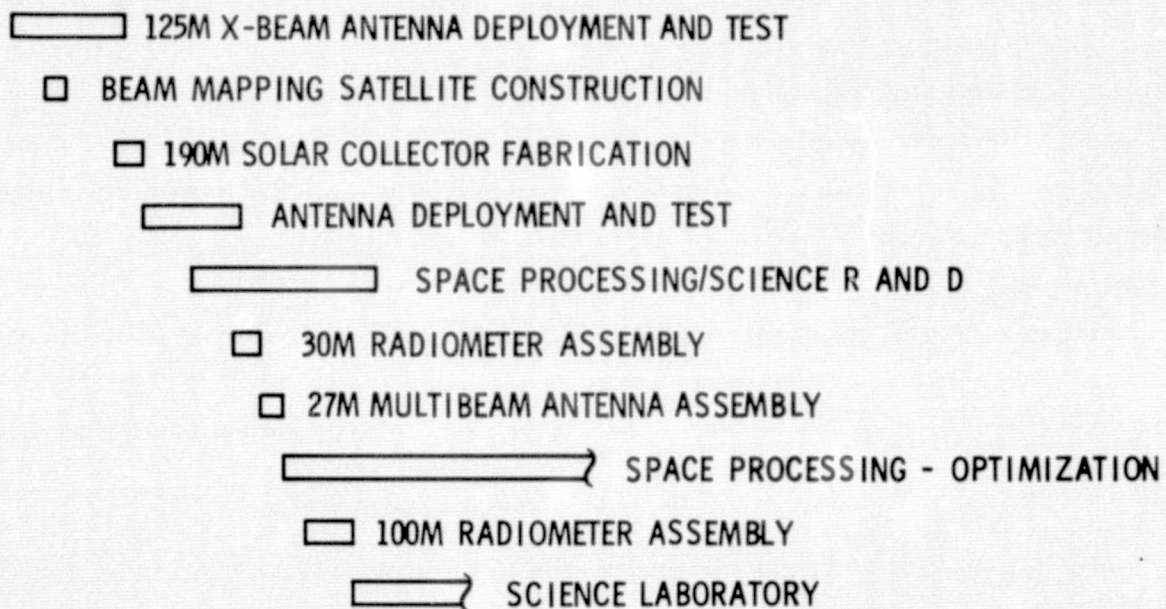 125M X-BEAM ANTENNA DEPLOYMENT AND TEST
BEAM MAPPING SATELLITE CONSTRUCTION
190M SOLAR COLLECTOR FABRICATION
ANTENNA DEPLOYMENT AND TEST
SPACE PROCESSING/SCIENCE R AND D
30M RADIOMETER ASSEMBLY
27M MULTIBEAM ANTENNA ASSEMBLY
SPACE PROCESSING - OPTIMIZATION
100M RADIOMETER ASSEMBLY
SCIENCE LABORATORY